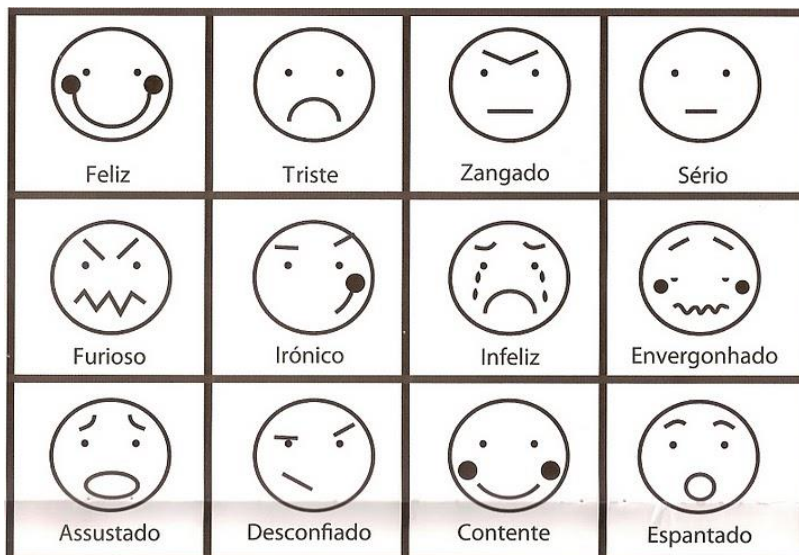 Feliz
Triste
Zangado
Sério
Furioso
Irónico
Infeliz
Envergonhado
Assustado
Desconfiado
Contente
Espantado